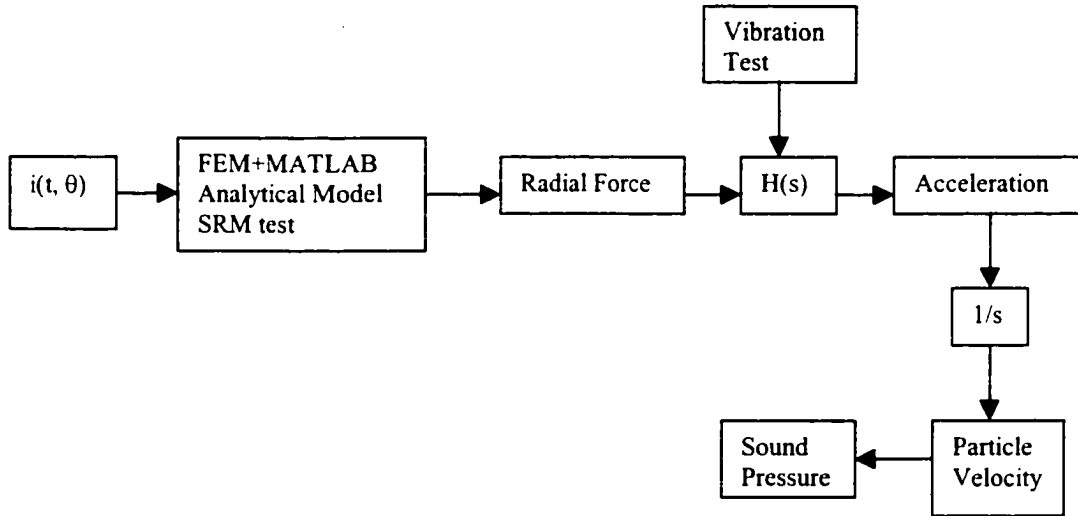 Vibration
Test
i(t, θ)
FEM+MATLAB
Analytical Model
SRM test
Radial Force
H(s)
Acceleration
1/s
Sound
Pressure
Particle
Velocity